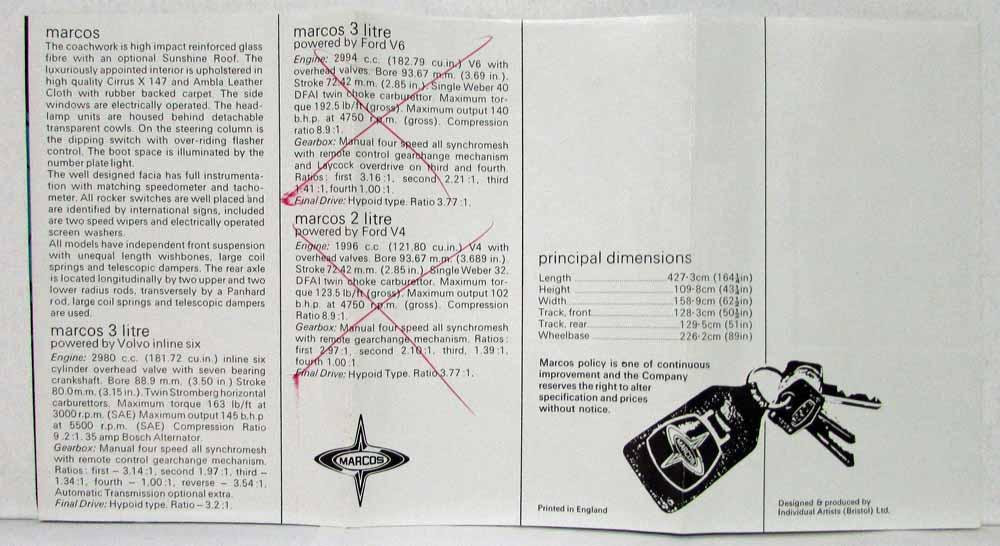 marcos
The coachwork is high impact reinforced glass
fibre with an optional Sunshine Roof. The
luxuriously appointed interior is upholstered in
high quality Cirrus X 147 and Ambla Leather
Cloth with rubber backed carpet. The side
windows are electrically operated. The head-
lamp units are housed behind detachable
transparent cowls. On the steering column is
the dipping switch with over-riding flasher
control. The boot space is illuminated by the
number plate light.
The well designed facia has full instrumenta-
tion with matching speedometer and tacho-
meter. All rocker switches are well placed and
are identified by international signs, included
are two speed wipers and electrically operated
screen washers.
All models have independent front suspension
with unequal length wishbones, large coil
springs and telescopic dampers. The rear axle
is located longitudinally by two upper and two
lower radius rods, transversely by a Panhard
rod, large coil springs and telescopic dampers
are used.
marcos 3 litre
powered by Volvo inline six
Engine: 2980 c.c. (181.72 cu.in.) inline six
cylinder overhead valve with seven bearing
crankshaft. Bore 88.9 m.m. (3.50 in.) Stroke
80.0m.m. (3.15 in.). Twin Stromberg horizontal
carburettors. Maximum torque 163 lb/ft at
3000 r.p.m. (SAE) Maximum output 145 b.h.p
at 5500 r.p.m. (SAE) Compression Ratio
9.2:1. 35 amp Bosch Alternator.
Gearbox: Manual four speed all synchromesh
with remote control gearchange mechanism.
Ratios: first – 3.14:1, second 1.97:1, third –
1.34:1, fourth – 1.00:1, reverse – 3.54:1.
Automatic Transmission optional extra.
Final Drive: Hypoid type. Ratio – 3.2:1.
marcos 3 litre
powered by Ford V6
Engine: 2994 c.c. (182.79 cu.in.) V6 with
overhead valves. Bore 93.67 m.m. (3.69 in.).
Stroke 72.42 m.m. (2.85 in.). Single Weber 40
DFAI twin choke carburettor. Maximum tor-
que 192.5 lb/ft (gross). Maximum output 140
b.h.p. at 4750 r.p.m. (gross). Compression
ratio 8.9:1.
Gearbox: Manual four speed all synchromesh
with remote control gearchange mechanism
and Laycock overdrive on third and fourth.
Ratios: first 3.16:1, second 2.21:1, third
1.41:1, fourth 1.00:1.
Final Drive: Hypoid type. Ratio 3.77:1.
marcos 2 litre
powered by Ford V4
Engine: 1996 c.c. (121.80 cu.in.) V4 with
overhead valves. Bore 93.67 m.m. (3.689 in.).
Stroke 72.42 m.m. (2.85 in.). Single Weber 32.
DFAI twin choke carburettor. Maximum tor-
que 123.5 lb/ft (gross). Maximum output 102
b.h.p. at 4750 r.p.m. (gross). Compression
Ratio 8.9:1.
Gearbox: Manual four speed all synchromesh
with remote gearchange mechanism. Ratios:
first 2.97:1, second 2.10:1, third, 1.39:1,
fourth 1.00:1
Final Drive: Hypoid Type. Ratio 3.77:1.
MARCOS
principal dimensions
Length 427·3cm (164¼in)
Height 109·8cm (43¼in)
Width 158·9cm (62½in)
Track, front 128·3cm (50½in)
Track, rear 129·5cm (51in)
Wheelbase 226·2cm (89in)
Marcos policy is one of continuous
improvement and the Company
reserves the right to alter
specification and prices
without notice.
MARCOS
Printed in England
Designed & produced by
Individual Artists (Bristol) Ltd.